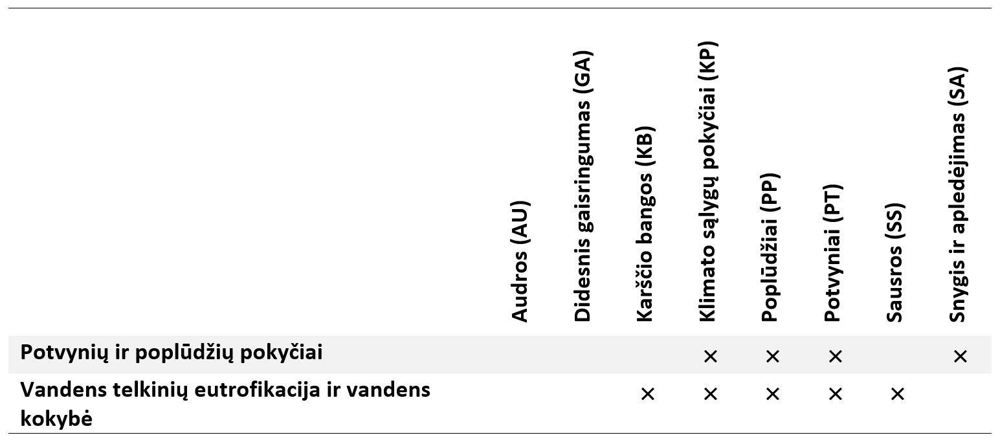 Audros (AU)
Didesnis gaisringumas (GA)
Karščio bangos (KB)
Klimato sąlygų pokyčiai (KP)
Poplūdžiai (PP)
Potvyniai (PT)
Sausros (SS)
Snygis ir apledėjimas (SA)
Potvynių ir poplūdžių pokyčiai × × × ×
Vandens telkinių eutrofikacija ir vandens × × × × ×
kokybė